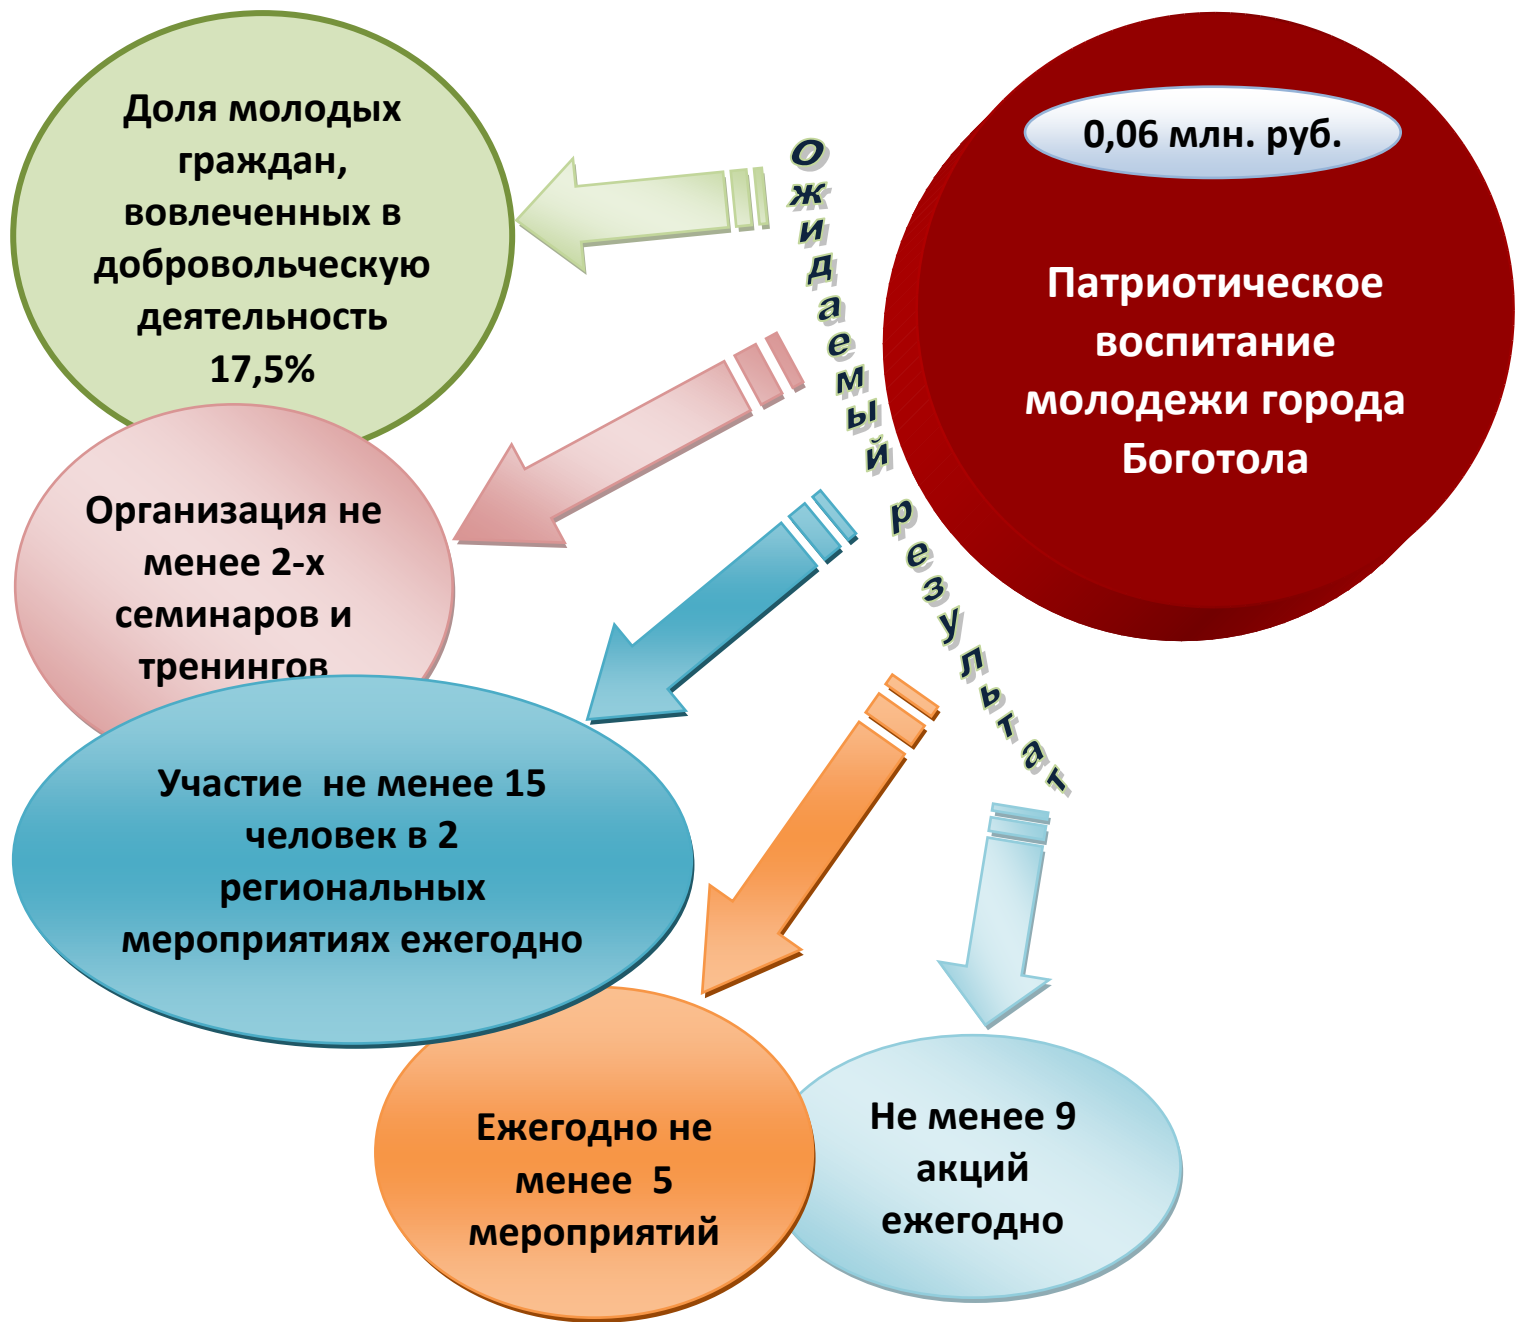 0,06 млн. руб.
Патриотическое
воспитание
молодежи города
Боготола
Ожидаемый результат
Доля молодых
граждан,
вовлеченных в
добровольческую
деятельность
17,5%
Организация не
менее 2-х
семинаров и
тренингов
Участие  не менее 15
человек в 2
региональных
мероприятиях ежегодно
Ежегодно не
менее  5
мероприятий
Не менее 9
акций
ежегодно